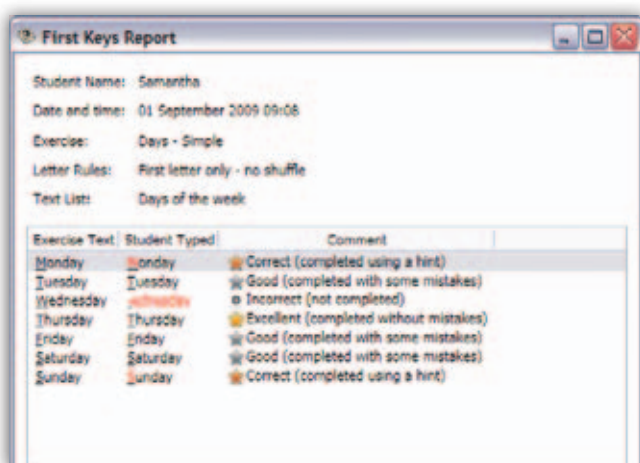 First Keys Report
Student Name: Samantha
Date and time: 01 September 2009 09:08
Exercise: Days - Simple
Letter Rules: First letter only - no shuffle
Text List: Days of the week
Exercise Text Student Typed Comment
Monday Monday Correct (completed using a hint)
Tuesday Tuesday Good (completed with some mistakes)
Wednesday Incorrect (not completed)
Thursday Thursday Excellent (completed without mistakes)
Friday Friday Good (completed with some mistakes)
Saturday Saturday Good (completed with some mistakes)
Sunday Sunday Correct (completed using a hint)